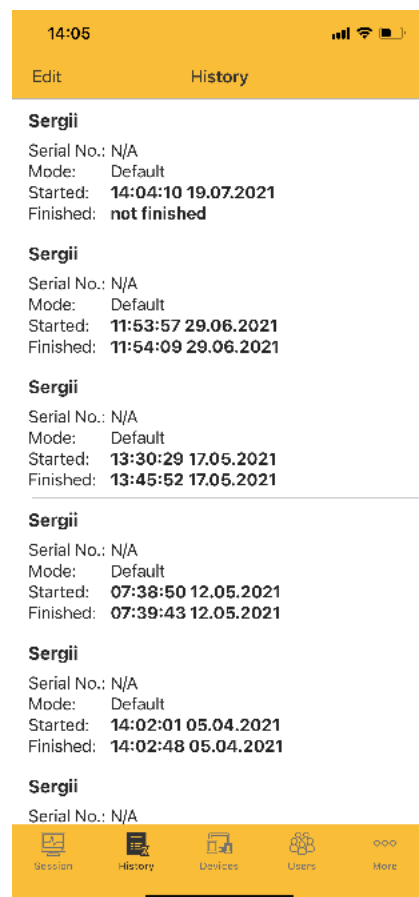 14:05
Edit History
Sergii
Serial No.: N/A
Mode: Default
Started: 14:04:10 19.07.2021
Finished: not finished
Sergii
Serial No.: N/A
Mode: Default
Started: 11:53:57 29.06.2021
Finished: 11:54:09 29.06.2021
Sergii
Serial No.: N/A
Mode: Default
Started: 13:30:29 17.05.2021
Finished: 13:45:52 17.05.2021
Sergii
Serial No.: N/A
Mode: Default
Started: 07:38:50 12.05.2021
Finished: 07:39:43 12.05.2021
Sergii
Serial No.: N/A
Mode: Default
Started: 14:02:01 05.04.2021
Finished: 14:02:48 05.04.2021
Sergii
Serial No.: N/A
Session History Devices Users More